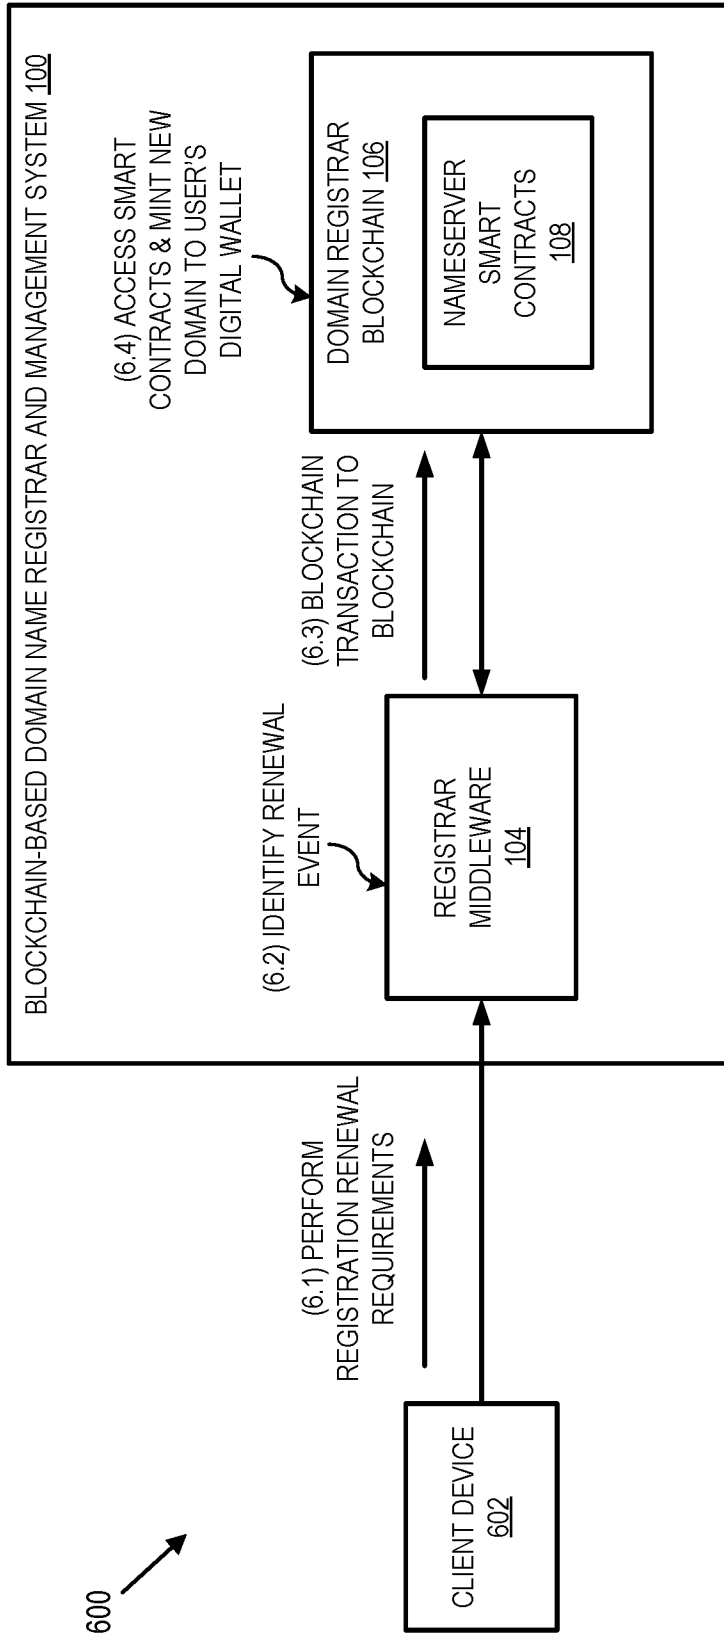 600
BLOCKCHAIN-BASED DOMAIN NAME REGISTRAR AND MANAGEMENT SYSTEM 100
CLIENT DEVICE
602
(6.1) PERFORM
REGISTRATION RENEWAL
REQUIREMENTS
(6.2) IDENTIFY RENEWAL
EVENT
REGISTRAR
MIDDLEWARE
104
(6.3) BLOCKCHAIN
TRANSACTION TO
BLOCKCHAIN
(6.4) ACCESS SMART
CONTRACTS & MINT NEW
DOMAIN TO USER'S
DIGITAL WALLET
DOMAIN REGISTRAR
BLOCKCHAIN 106
NAMESERVER
SMART
CONTRACTS
108